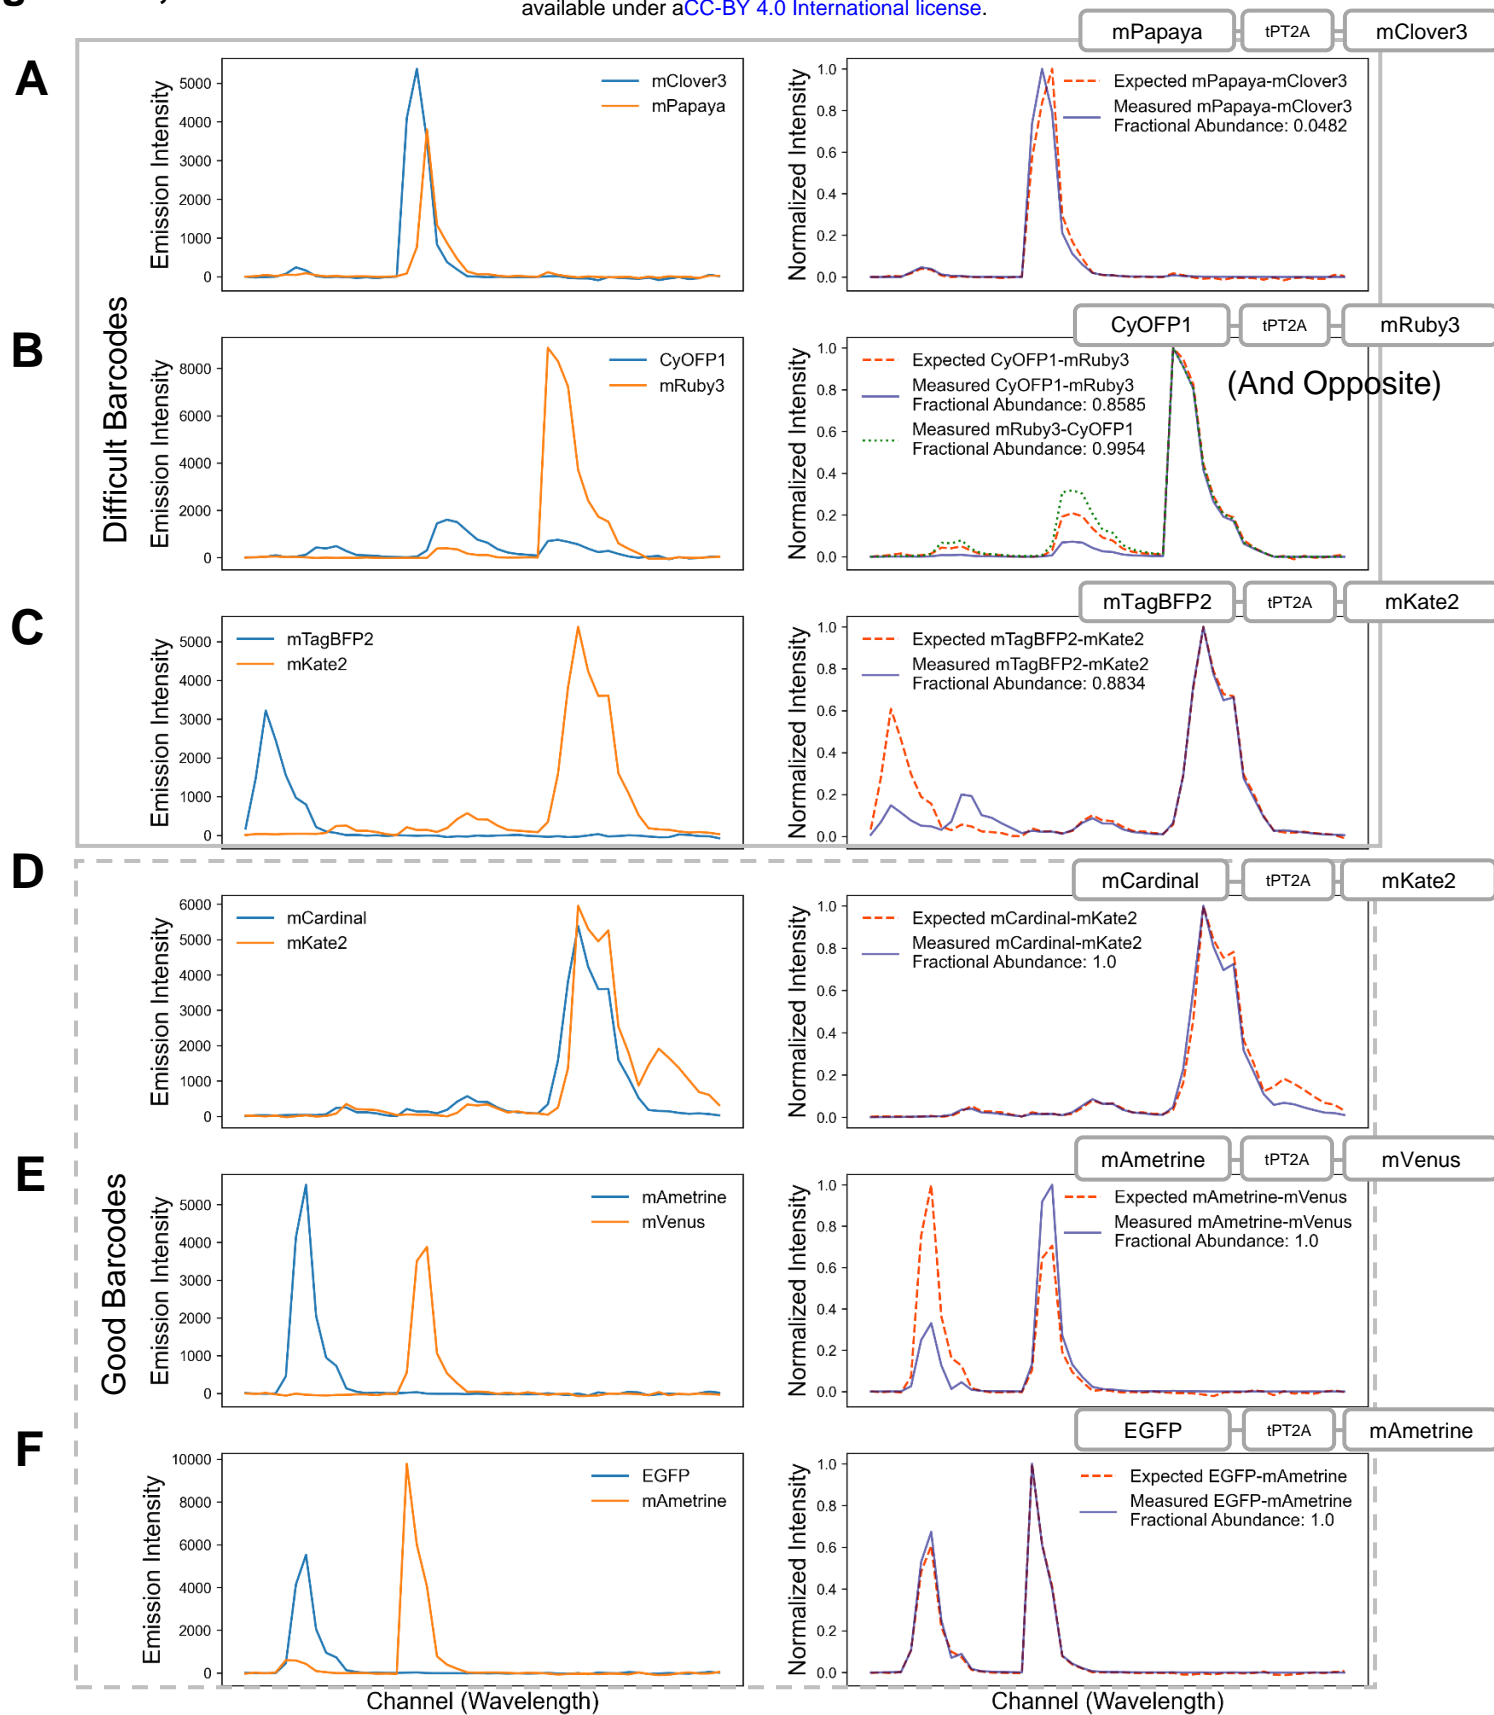 available under aCC-BY 4.0 International license.
mPapaya tPT2A mClover3
A
Difficult Barcodes
Emission Intensity
5000
4000
3000
2000
1000
0
mClover3
mPapaya
Normalized Intensity
1.0
0.8
0.6
0.4
0.2
0.0
Expected mPapaya-mClover3
Measured mPapaya-mClover3
Fractional Abundance: 0.0482
CyOFP1 tPT2A mRuby3
B
Emission Intensity
8000
6000
4000
2000
0
CyOFP1
mRuby3
Normalized Intensity
1.0
0.8
0.6
0.4
0.2
0.0
Expected CyOFP1-mRuby3
Measured CyOFP1-mRuby3
Fractional Abundance: 0.8585
Measured mRuby3-CyOFP1
Fractional Abundance: 0.9954
(And Opposite)
mTagBFP2 tPT2A mKate2
C
Emission Intensity
5000
4000
3000
2000
1000
0
mTagBFP2
mKate2
Normalized Intensity
1.0
0.8
0.6
0.4
0.2
0.0
Expected mTagBFP2-mKate2
Measured mTagBFP2-mKate2
Fractional Abundance: 0.8834
mCardinal tPT2A mKate2
D
Good Barcodes
Emission Intensity
6000
5000
4000
3000
2000
1000
0
mCardinal
mKate2
Normalized Intensity
1.0
0.8
0.6
0.4
0.2
0.0
Expected mCardinal-mKate2
Measured mCardinal-mKate2
Fractional Abundance: 1.0
mAmetrine tPT2A mVenus
E
Emission Intensity
5000
4000
3000
2000
1000
0
mAmetrine
mVenus
Normalized Intensity
1.0
0.8
0.6
0.4
0.2
0.0
Expected mAmetrine-mVenus
Measured mAmetrine-mVenus
Fractional Abundance: 1.0
EGFP tPT2A mAmetrine
F
Emission Intensity
10000
8000
6000
4000
2000
0
EGFP
mAmetrine
Normalized Intensity
1.0
0.8
0.6
0.4
0.2
0.0
Expected EGFP-mAmetrine
Measured EGFP-mAmetrine
Fractional Abundance: 1.0
Channel (Wavelength)
Channel (Wavelength)